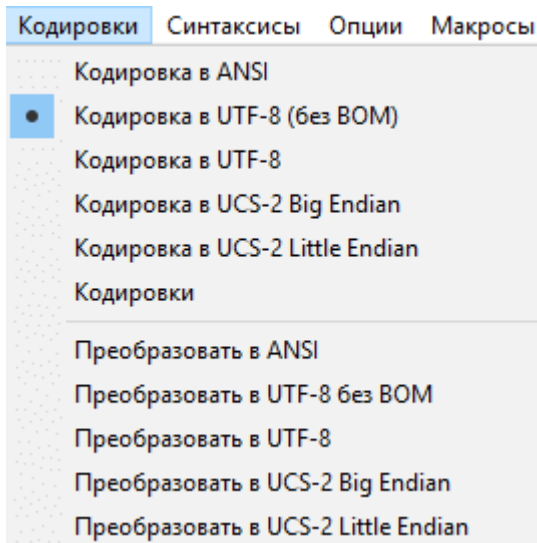 Кодировки Синтаксисы Опции Макросы
Кодировка в ANSI
Кодировка в UTF-8 (без BOM)
Кодировка в UTF-8
Кодировка в UCS-2 Big Endian
Кодировка в UCS-2 Little Endian
Кодировки
Преобразовать в ANSI
Преобразовать в UTF-8 без BOM
Преобразовать в UTF-8
Преобразовать в UCS-2 Big Endian
Преобразовать в UCS-2 Little Endian